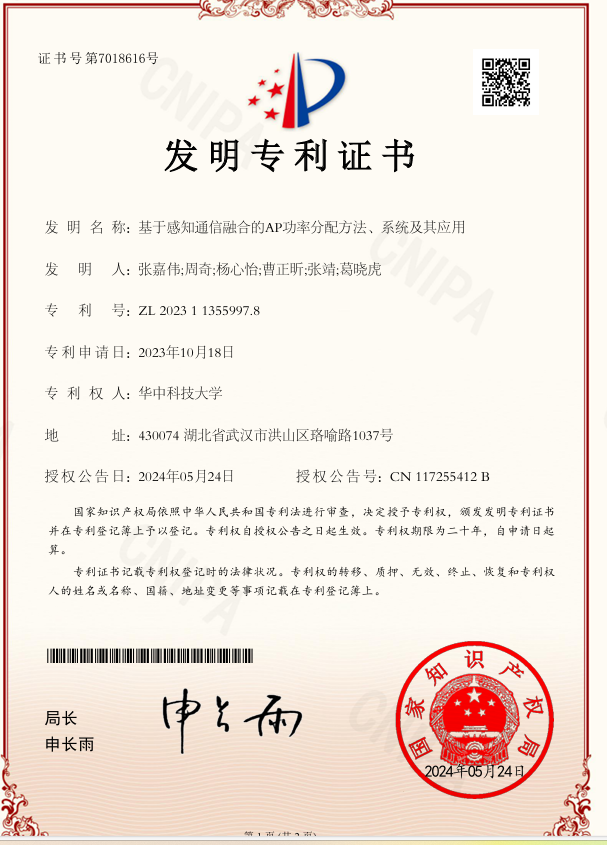 证书号第7018616号
发明专利证书
发明名称：基于感知通信融合的AP功率分配方法、系统及其应用
发明人：张嘉伟;周奇;杨心怡;曹正昕;张靖;葛晓虎
专利号：ZL 2023 1 1355997.8
专利申请日：2023年10月18日
专利权人：华中科技大学
地址：430074 湖北省武汉市洪山区珞喻路1037号
授权公告日：2024年05月24日 授权公告号：CN 117255412 B
国家知识产权局依照中华人民共和国专利法进行审查，决定授予专利权，颁发发明专利证书
并在专利登记簿上予以登记。专利权自授权公告之日起生效。专利权期限为二十年，自申请日起
算。
专利证书记载专利权登记时的法律状况。专利权的转移、质押、无效、终止、恢复和专利权
人的姓名或名称、国籍、地址变更等事项记载在专利登记簿上。
局长
申长雨
申长雨
国家知识产权局
2024年05月24日
第 1 页 (共 2 页)
CNIPA
CNIPA
CNIPA